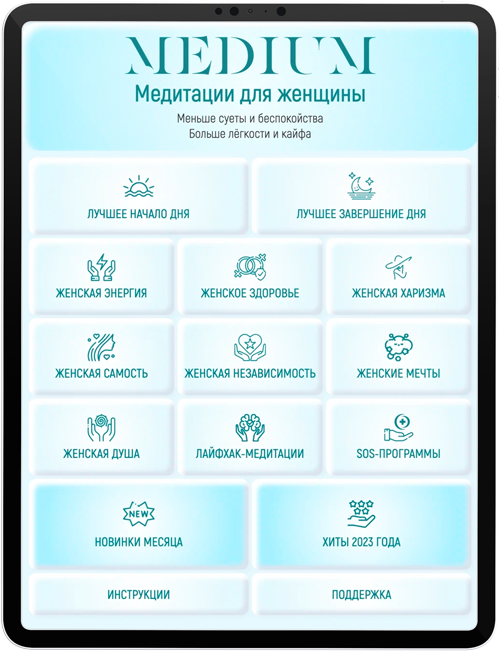 MEDIUM
Медитации для женщины
Меньше суеты и беспокойства
Больше лёгкости и кайфа
ЛУЧШЕЕ НАЧАЛО ДНЯ
ЛУЧШЕЕ ЗАВЕРШЕНИЕ ДНЯ
ЖЕНСКАЯ ЭНЕРГИЯ
ЖЕНСКОЕ ЗДОРОВЬЕ
ЖЕНСКАЯ ХАРИЗМА
ЖЕНСКАЯ САМОСТЬ
ЖЕНСКАЯ НЕЗАВИСИМОСТЬ
ЖЕНСКИЕ МЕЧТЫ
ЖЕНСКАЯ ДУША
ЛАЙФХАК-МЕДИТАЦИИ
SOS-ПРОГРАММЫ
NEW
НОВИНКИ МЕСЯЦА
ХИТЫ 2023 ГОДА
ИНСТРУКЦИИ
ПОДДЕРЖКА